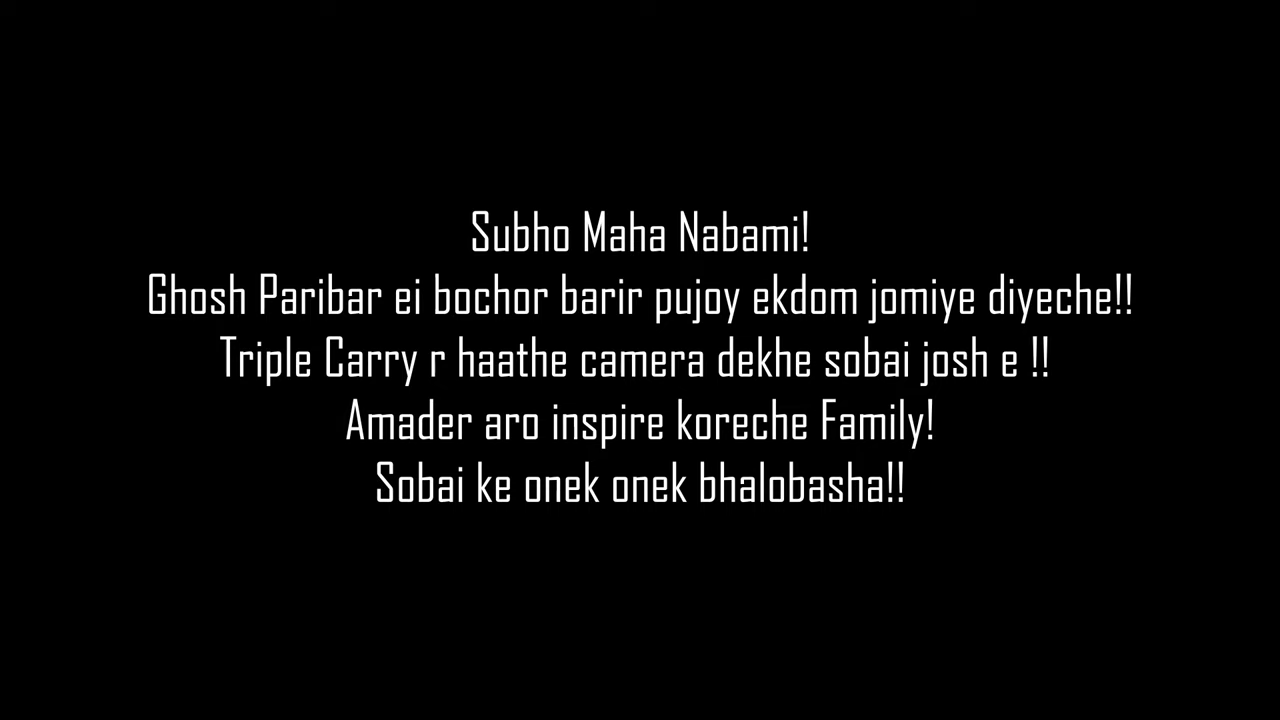 Subho Maha Nabami!
Ghosh Paribar ei bochor barir pujoy ekdom jomiye diyeche!!
Triple Carry r haathe camera dekhe sobai josh e !!
Amader aro inspire koreche Family!
Sobai ke onek onek bhalobasha!!